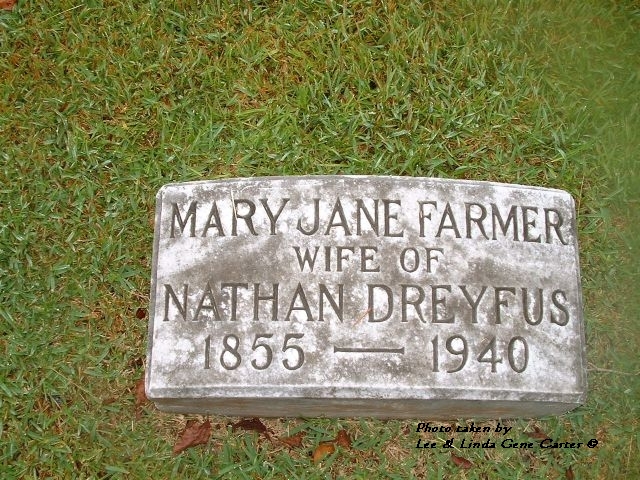 MARY JANE FARMER
WIFE OF
NATHAN DREYFUS
1855 — 1940
Photo taken by
Lee & Linda Gene Carter ©